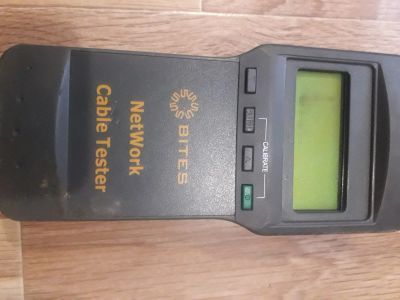 BITES
NetWork
Cable Tester
CALIBRATE